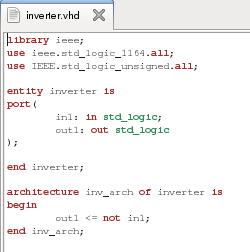 inverter.vhd
library ieee;
use ieee.std_logic_1164.all;
use IEEE.std_logic_unsigned.all;
entity inverter is
port(
in1: in std_logic;
out1: out std_logic
);
end inverter;
architecture inv_arch of inverter is
begin
out1 <= not in1;
end inv_arch;